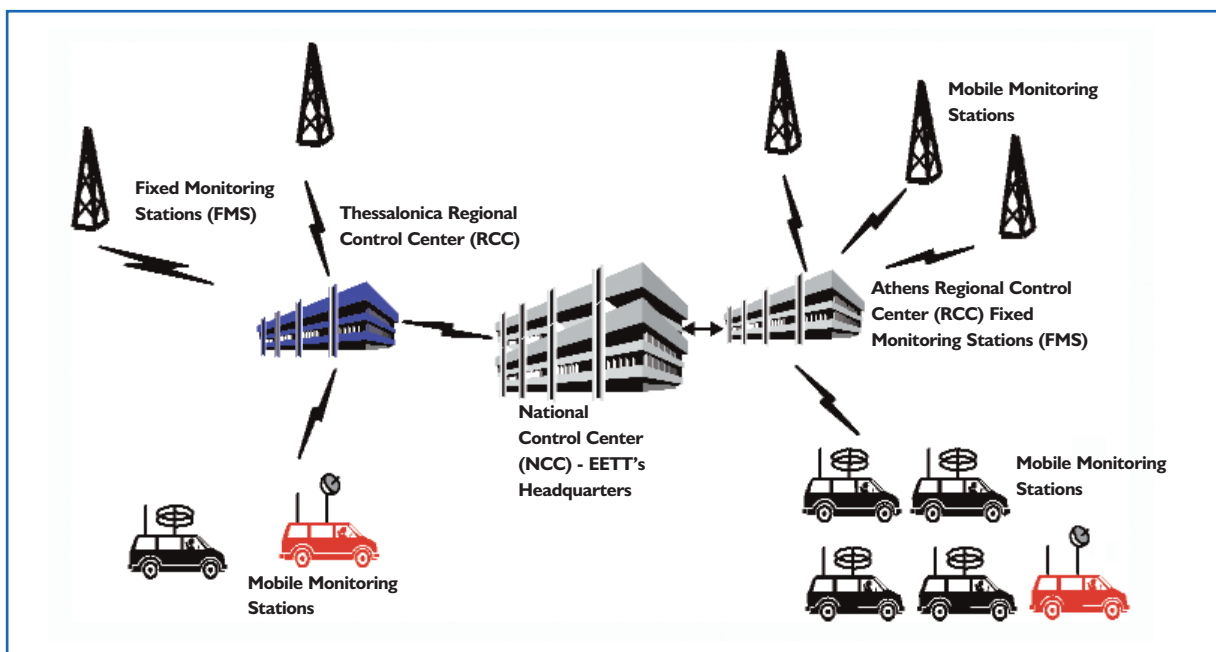 Mobile Monitoring
Stations
Fixed Monitoring
Stations (FMS)
Thessalonica Regional
Control Center (RCC)
Athens Regional Control
Center (RCC) Fixed
Monitoring Stations (FMS)
National
Control Center
(NCC) - EETT's
Headquarters
Mobile Monitoring
Stations
Mobile Monitoring
Stations